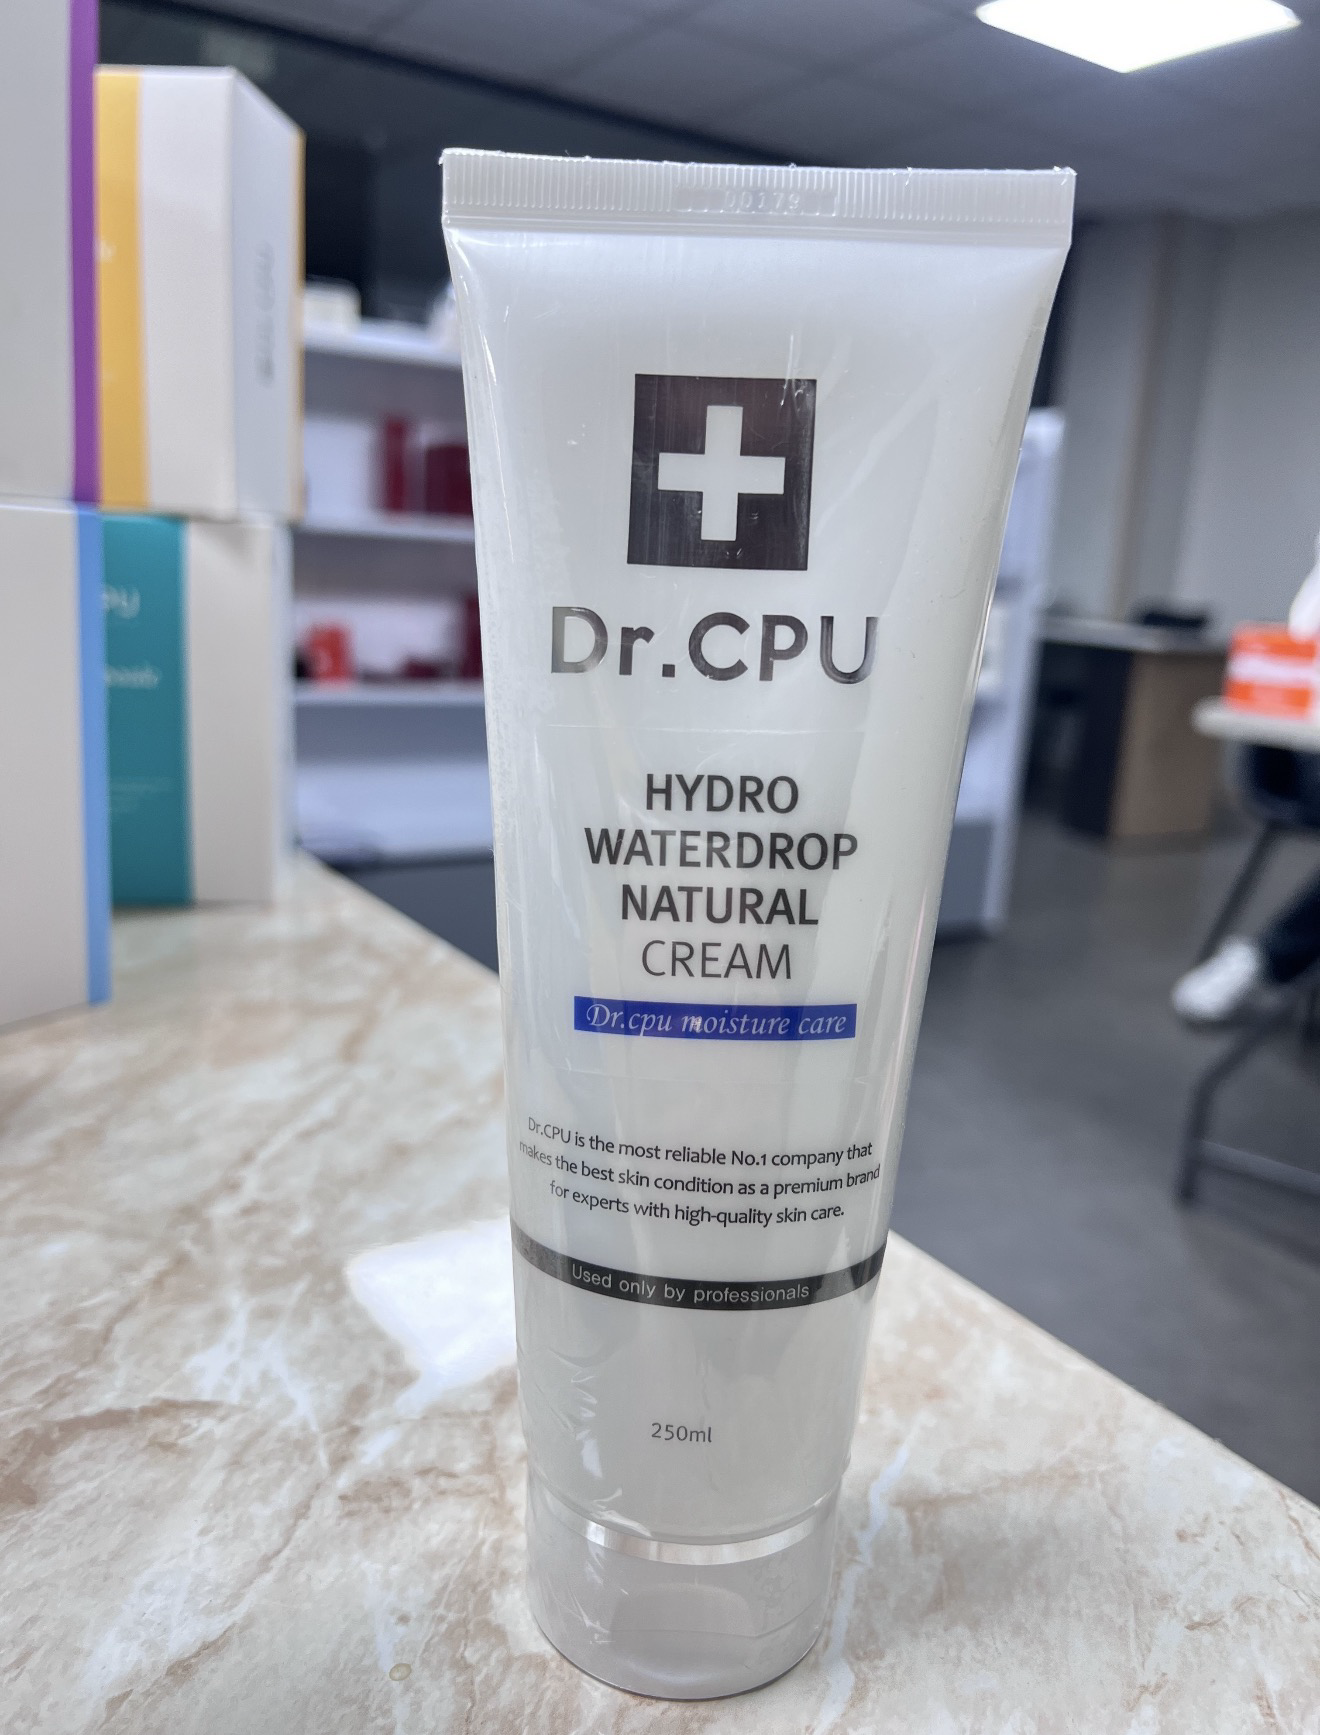 00179
Dr.CPU
HYDRO
WATERDROP
NATURAL
CREAM
Dr.cpu moisture care
Dr.CPU is the most reliable No.1 company that
makes the best skin condition as a premium brand
for experts with high-quality skin care.
Used only by professionals
250ml